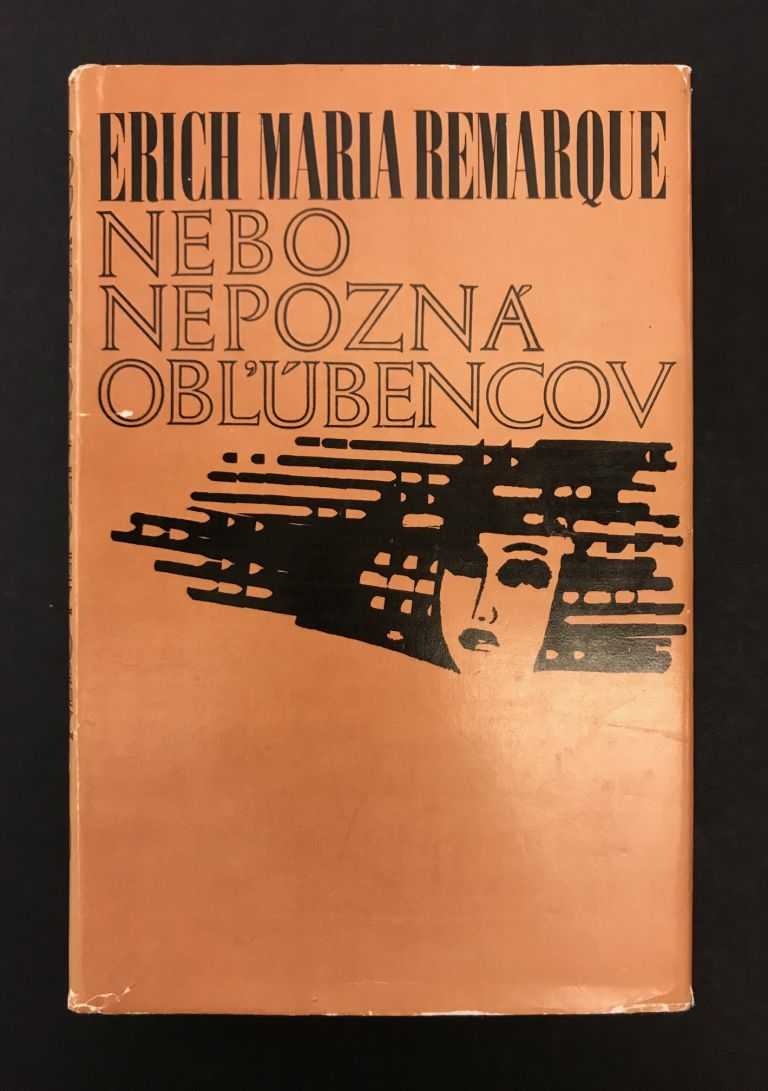 ERICH MARIA REMARQUE
NEBO
NEPOZNÁ
OBĽÚBENCOV